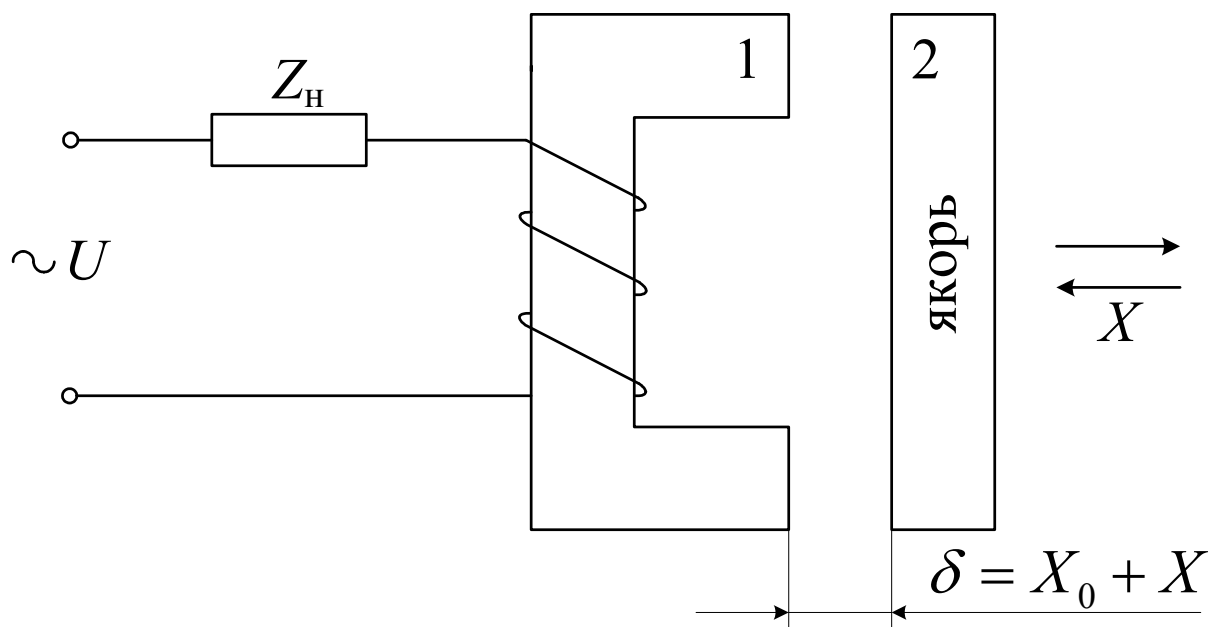 1
2
Zн
~U
якорь
X
δ = X₀ + X